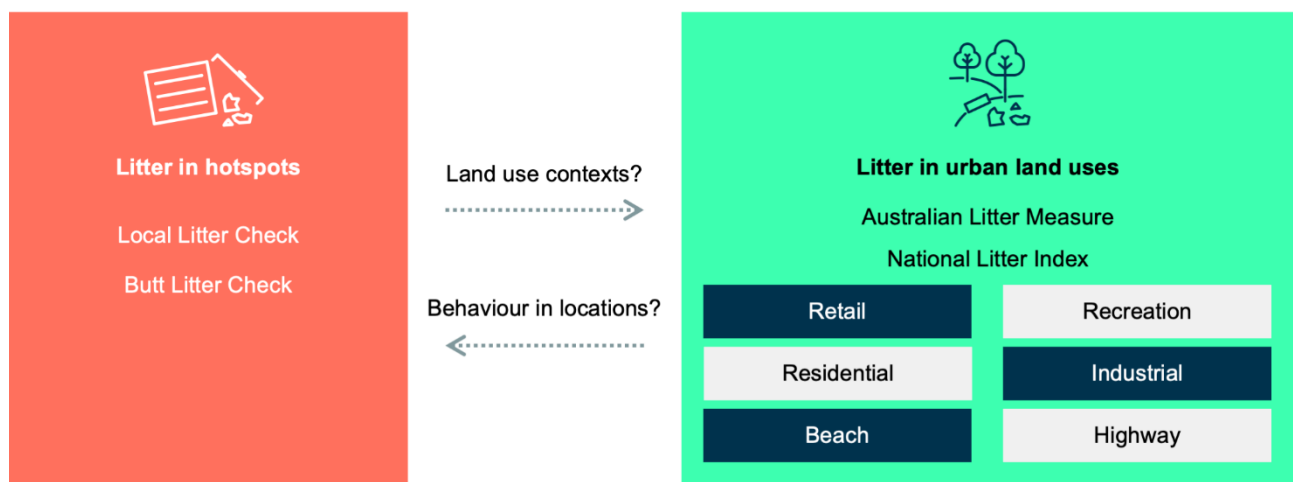 Litter in hotspots
Local Litter Check
Butt Litter Check
Land use contexts?
Behaviour in locations?
Litter in urban land uses
Australian Litter Measure
National Litter Index
Retail
Recreation
Residential
Industrial
Beach
Highway